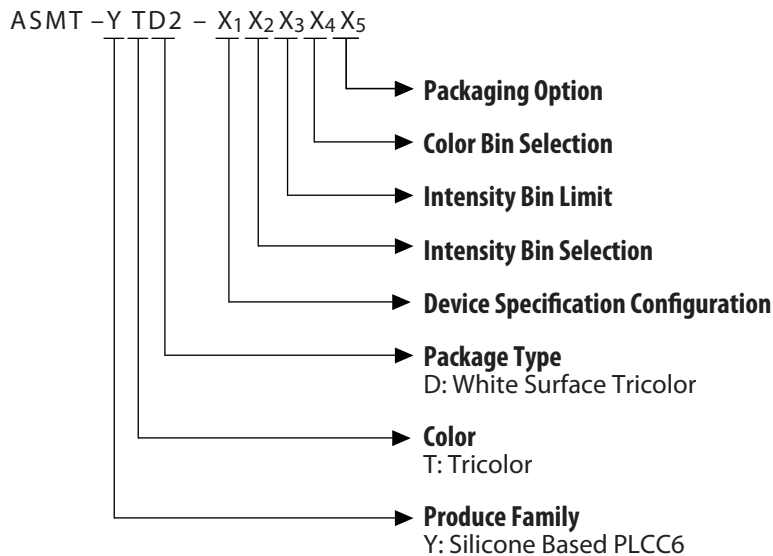 ASMT – Y T D 2 – X1 X2 X3 X4 X5
Packaging Option
Color Bin Selection
Intensity Bin Limit
Intensity Bin Selection
Device Specification Configuration
Package Type
D: White Surface Tricolor
Color
T: Tricolor
Produce Family
Y: Silicone Based PLCC6